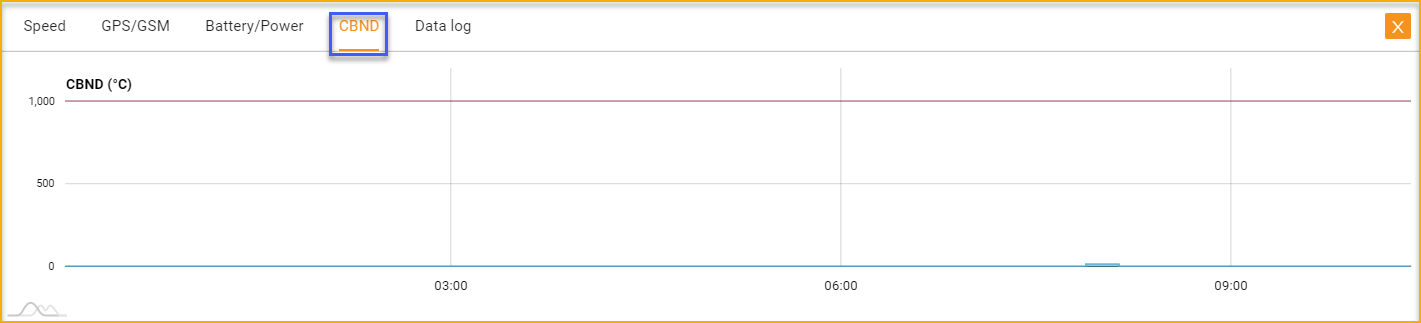 Speed GPS/GSM Battery/Power CBND Data log X
CBND (°C)
1,000
500
0
03:00 06:00 09:00